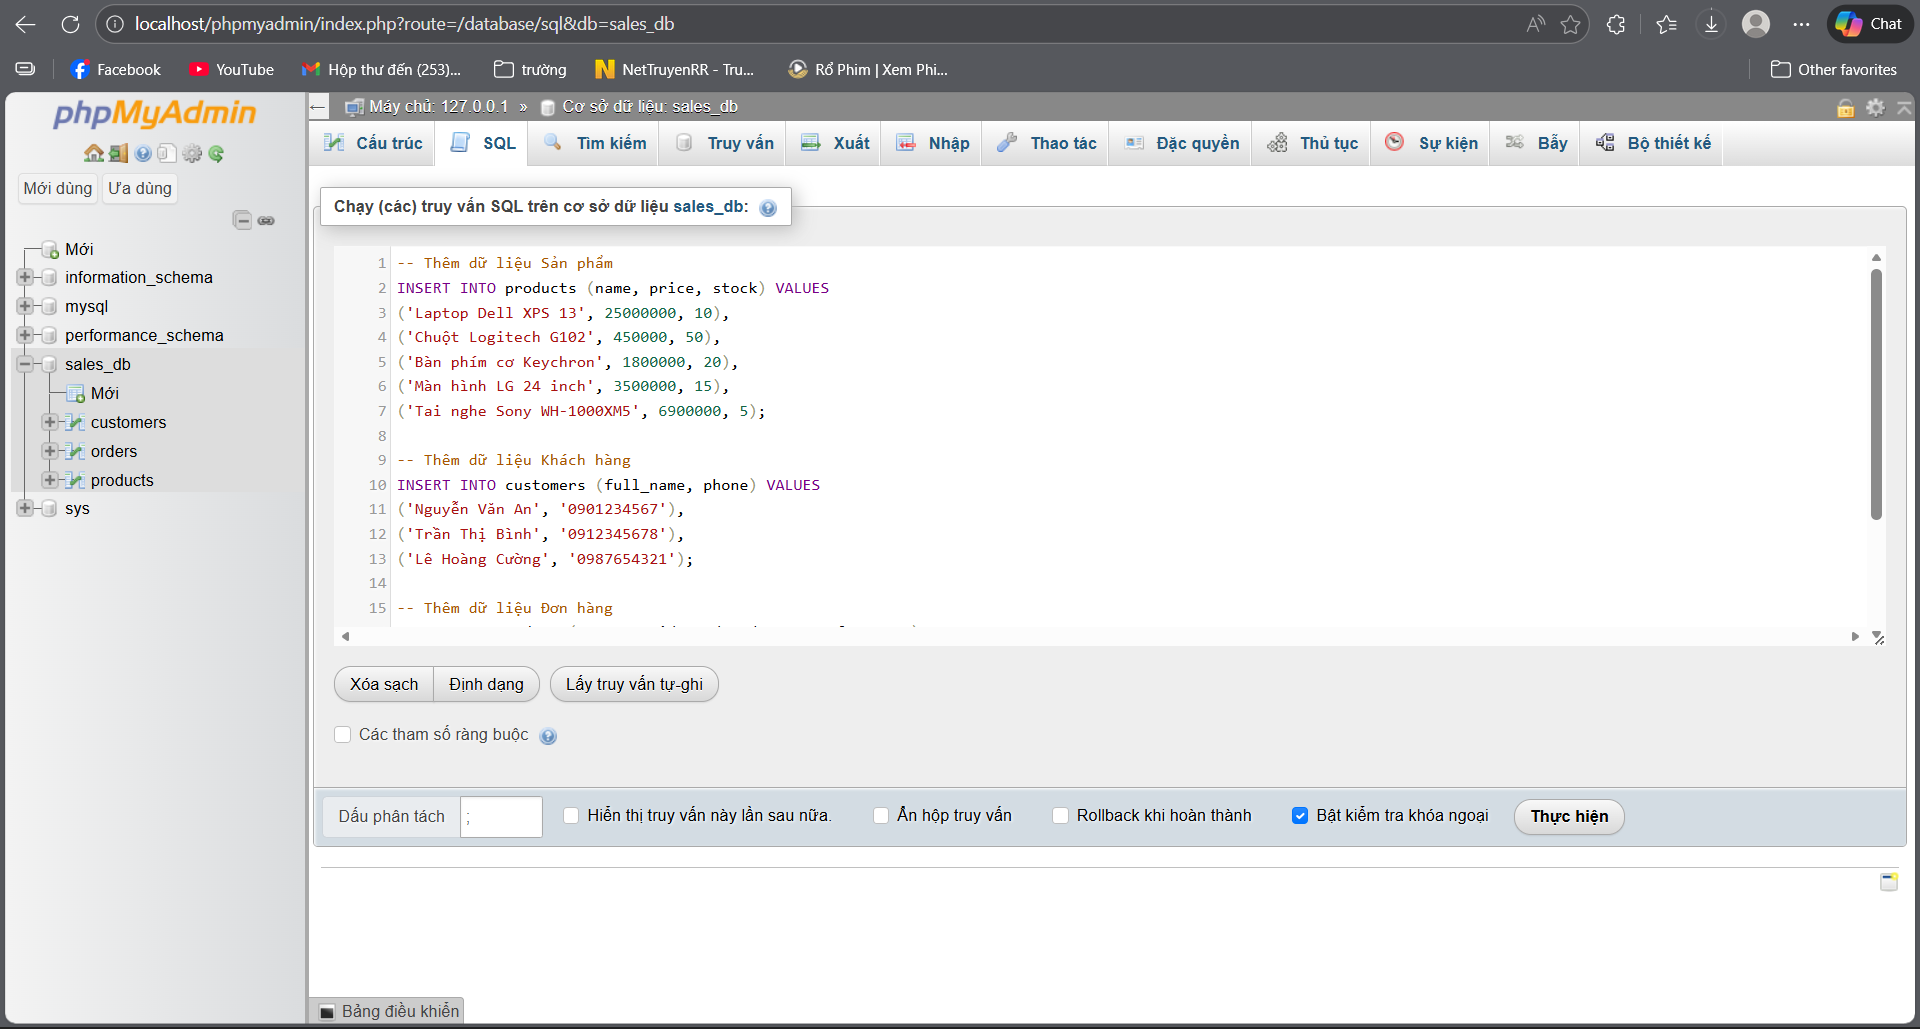 localhost/phpmyadmin/index.php?route=/database/sql&db=sales_db
Chat
Facebook
YouTube
Hộp thư đến (253)...
trường
NetTruyenRR - Tru...
Rổ Phim | Xem Phi...
Other favorites
phpMyAdmin
Mới dùng
Ưa dùng
Mới
information_schema
mysql
performance_schema
sales_db
Mới
customers
orders
products
sys
Máy chủ: 127.0.0.1 » Cơ sở dữ liệu: sales_db
Cấu trúc
SQL
Tìm kiếm
Truy vấn
Xuất
Nhập
Thao tác
Đặc quyền
Thủ tục
Sự kiện
Bẫy
Bộ thiết kế
Chạy (các) truy vấn SQL trên cơ sở dữ liệu sales_db:
1 -- Thêm dữ liệu Sản phẩm
2 INSERT INTO products (name, price, stock) VALUES
3 ('Laptop Dell XPS 13', 25000000, 10),
4 ('Chuột Logitech G102', 450000, 50),
5 ('Bàn phím cơ Keychron', 1800000, 20),
6 ('Màn hình LG 24 inch', 3500000, 15),
7 ('Tai nghe Sony WH-1000XM5', 6900000, 5);
8
9 -- Thêm dữ liệu Khách hàng
10 INSERT INTO customers (full_name, phone) VALUES
11 ('Nguyễn Văn An', '0901234567'),
12 ('Trần Thị Bình', '0912345678'),
13 ('Lê Hoàng Cường', '0987654321');
14
15 -- Thêm dữ liệu Đơn hàng
Xóa sạch
Định dạng
Lấy truy vấn tự-ghi
Các tham số ràng buộc
Dấu phân tách
;
Hiển thị truy vấn này lần sau nữa.
Ẩn hộp truy vấn
Rollback khi hoàn thành
Bật kiểm tra khóa ngoại
Thực hiện
Bảng điều khiển